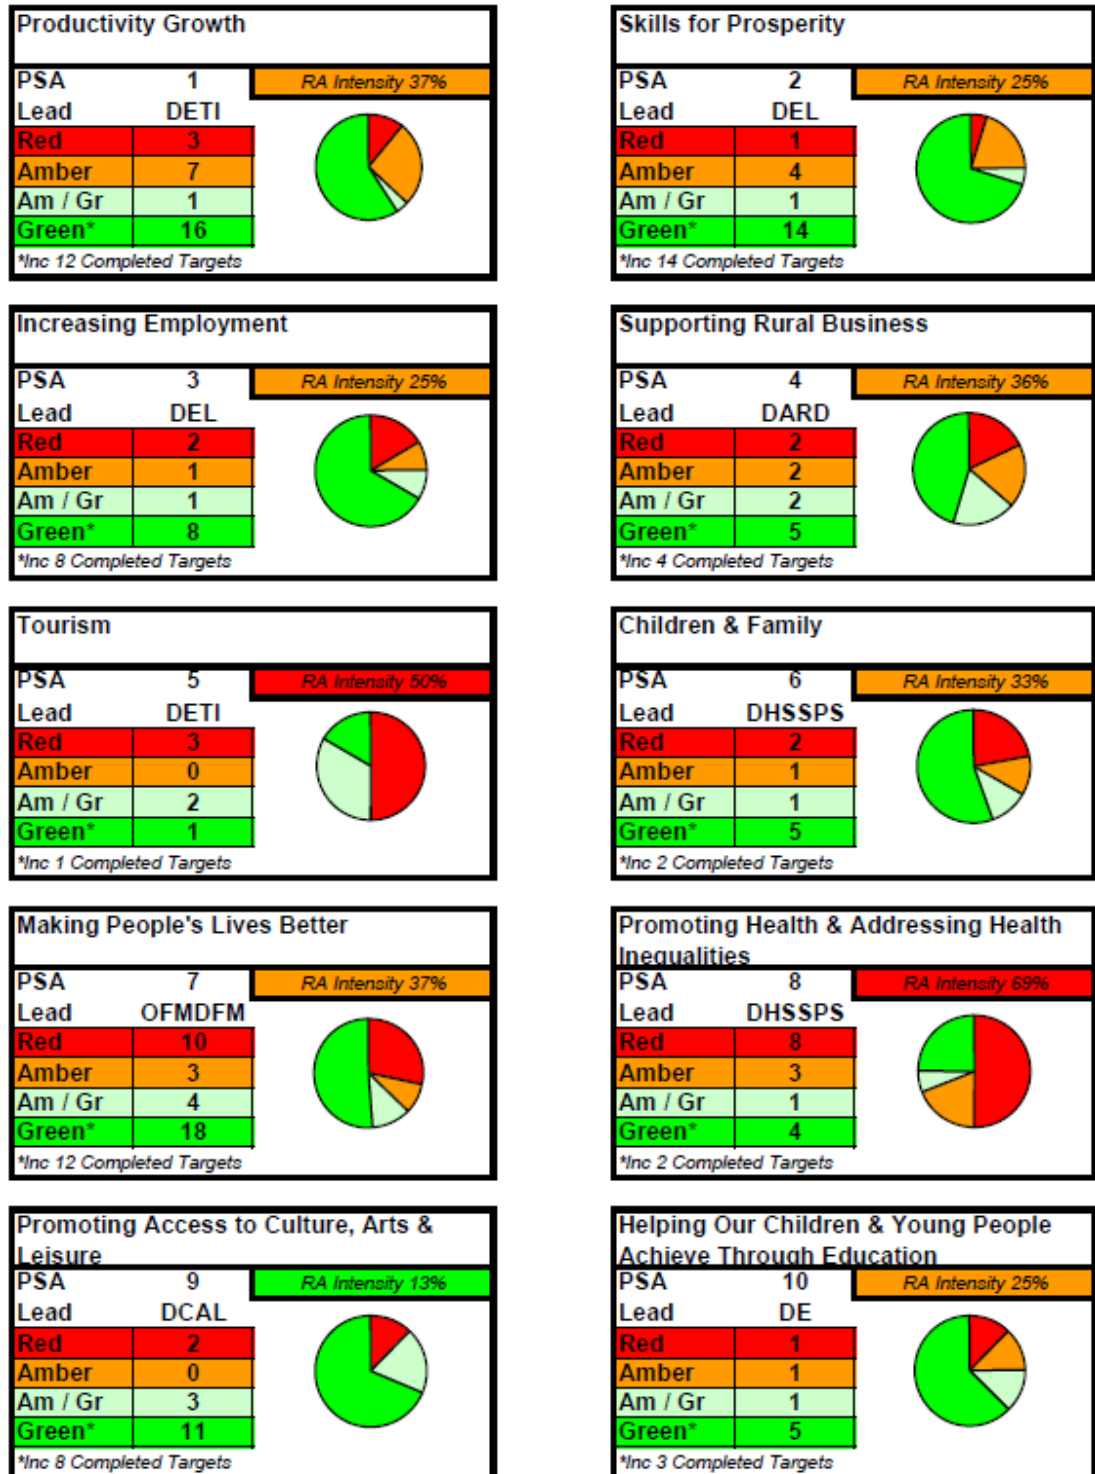 Productivity Growth
PSA 1 RA Intensity 37%
Lead DETI
Red 3
Amber 7
Am / Gr 1
Green* 16
*Inc 12 Completed Targets
Skills for Prosperity
PSA 2 RA Intensity 25%
Lead DEL
Red 1
Amber 4
Am / Gr 1
Green* 14
*Inc 14 Completed Targets
Increasing Employment
PSA 3 RA Intensity 25%
Lead DEL
Red 2
Amber 1
Am / Gr 1
Green* 8
*Inc 8 Completed Targets
Supporting Rural Business
PSA 4 RA Intensity 36%
Lead DARD
Red 2
Amber 2
Am / Gr 2
Green* 5
*Inc 4 Completed Targets
Tourism
PSA 5 RA Intensity 50%
Lead DETI
Red 3
Amber 0
Am / Gr 2
Green* 1
*Inc 1 Completed Targets
Children & Family
PSA 6 RA Intensity 33%
Lead DHSSPS
Red 2
Amber 1
Am / Gr 1
Green* 5
*Inc 2 Completed Targets
Making People's Lives Better
PSA 7 RA Intensity 37%
Lead OFMDFM
Red 10
Amber 3
Am / Gr 4
Green* 18
*Inc 12 Completed Targets
Promoting Health & Addressing Health
Inequalities
PSA 8 RA Intensity 69%
Lead DHSSPS
Red 8
Amber 3
Am / Gr 1
Green* 4
*Inc 2 Completed Targets
Promoting Access to Culture, Arts &
Leisure
PSA 9 RA Intensity 13%
Lead DCAL
Red 2
Amber 0
Am / Gr 3
Green* 11
*Inc 8 Completed Targets
Helping Our Children & Young People
Achieve Through Education
PSA 10 RA Intensity 25%
Lead DE
Red 1
Amber 1
Am / Gr 1
Green* 5
*Inc 3 Completed Targets